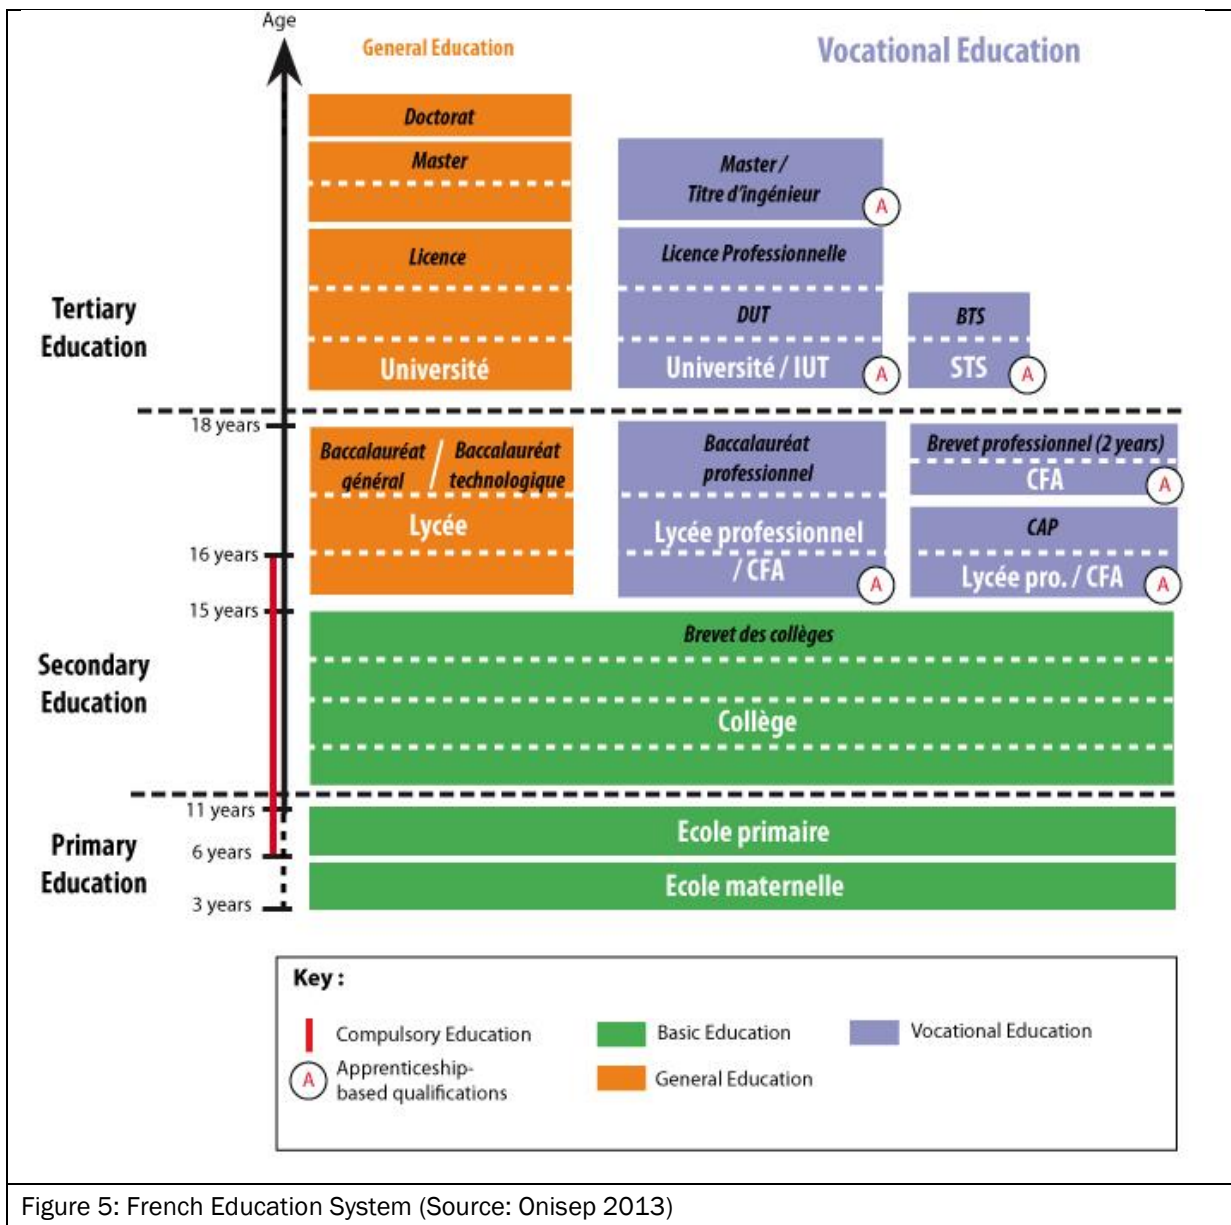 Age
General Education
Vocational Education
Doctorat
Master
Master /
Titre d'ingénieur
A
Licence
Licence Professionnelle
Tertiary
Education
DUT
BTS
Université
Université / IUT
A
STS
A
18 years
Baccalauréat
général
/
Baccalauréat
technologique
Baccalauréat
professionnel
Brevet professionnel (2 years)
CFA
A
Lycée
Lycée professionnel
/ CFA
A
CAP
Lycée pro. / CFA
A
16 years
15 years
Secondary
Education
Brevet des collèges
Collège
11 years
Primary
Education
Ecole primaire
6 years
Ecole maternelle
3 years
Key :
Compulsory Education
Basic Education
Vocational Education
A
Apprenticeship-
based qualifications
General Education
Figure 5: French Education System (Source: Onisep 2013)